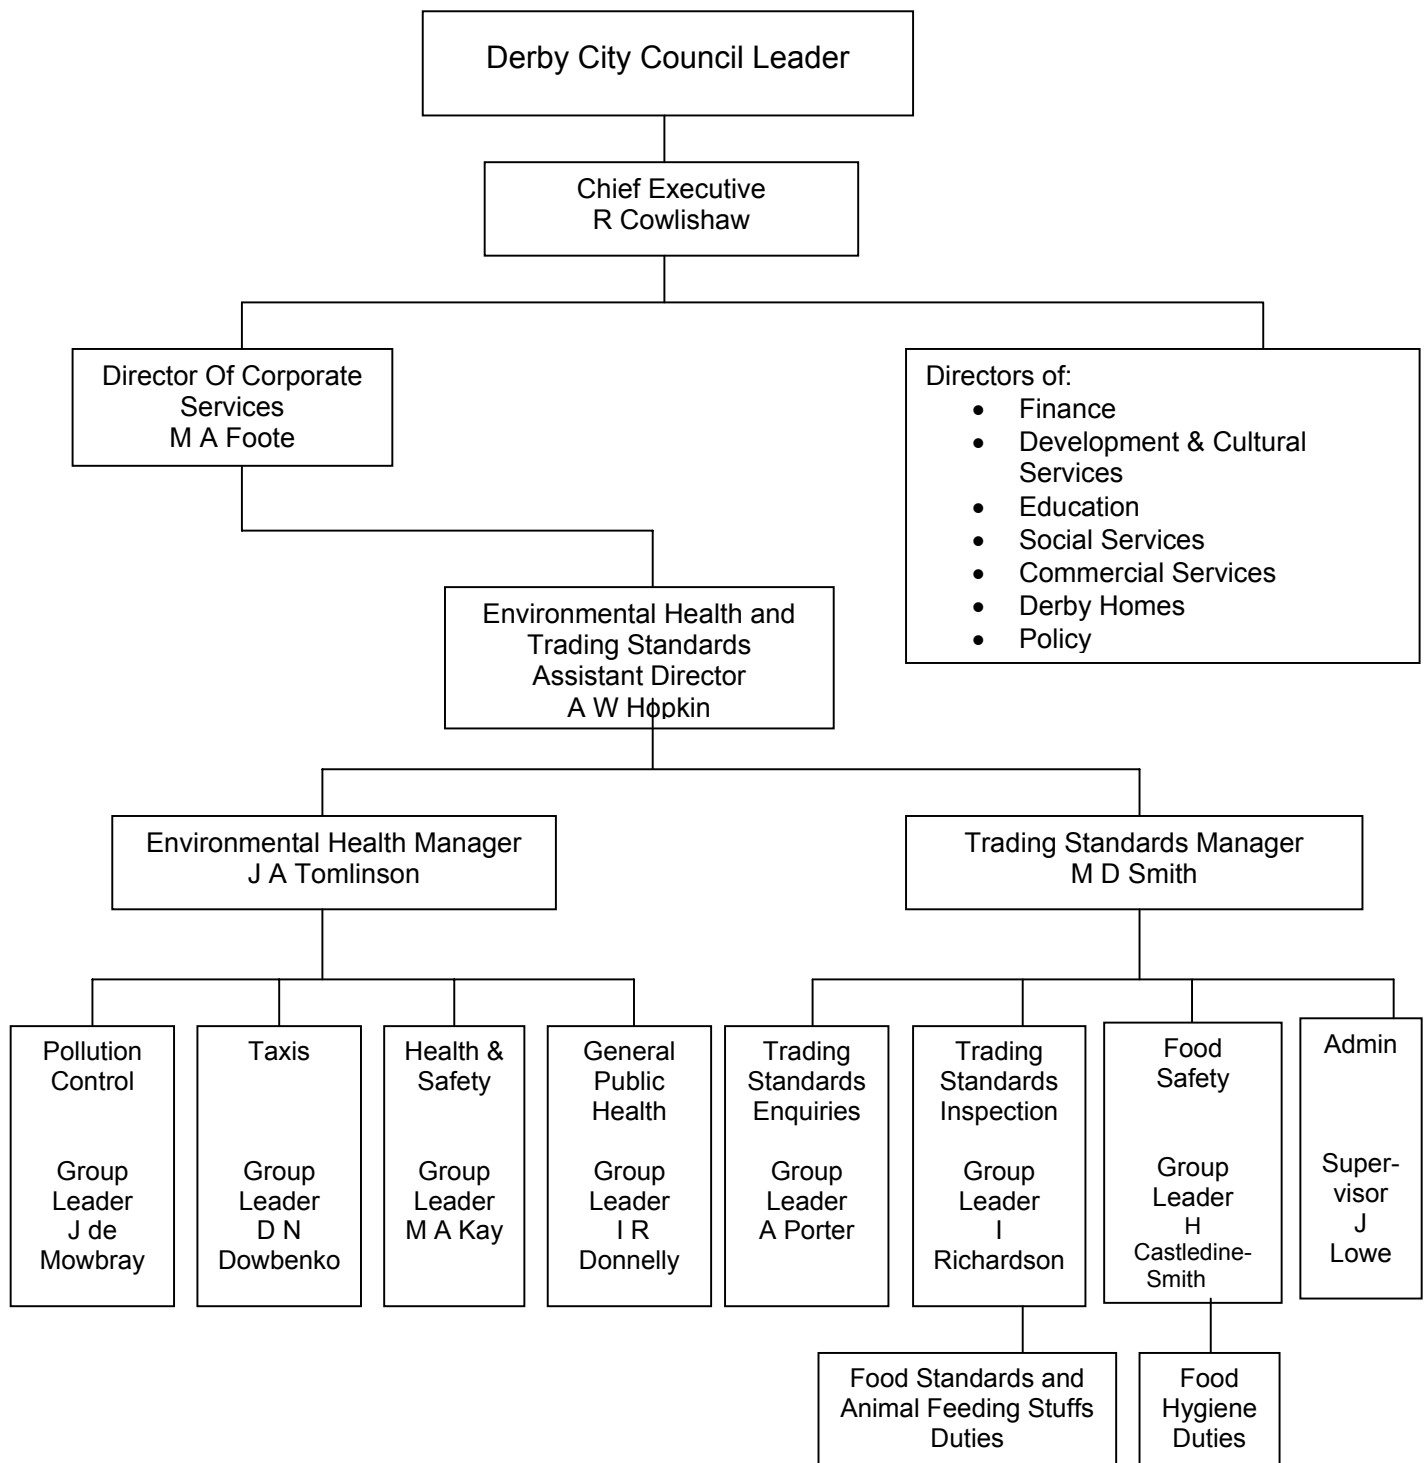 Derby City Council Leader
Chief Executive
R Cowlishaw
Director Of Corporate
Services
M A Foote
Directors of:
• Finance
• Development & Cultural
Services
• Education
• Social Services
• Commercial Services
• Derby Homes
• Policy
Environmental Health and
Trading Standards
Assistant Director
A W Hopkin
Environmental Health Manager
J A Tomlinson
Trading Standards Manager
M D Smith
Pollution
Control
Group
Leader
J de
Mowbray
Taxis
Group
Leader
D N
Dowbenko
Health &
Safety
Group
Leader
M A Kay
General
Public
Health
Group
Leader
I R
Donnelly
Trading
Standards
Enquiries
Group
Leader
A Porter
Trading
Standards
Inspection
Group
Leader
I
Richardson
Food
Safety
Group
Leader
H
Castledine-
Smith
Admin
Super-
visor
J
Lowe
Food Standards and
Animal Feeding Stuffs
Duties
Food
Hygiene
Duties